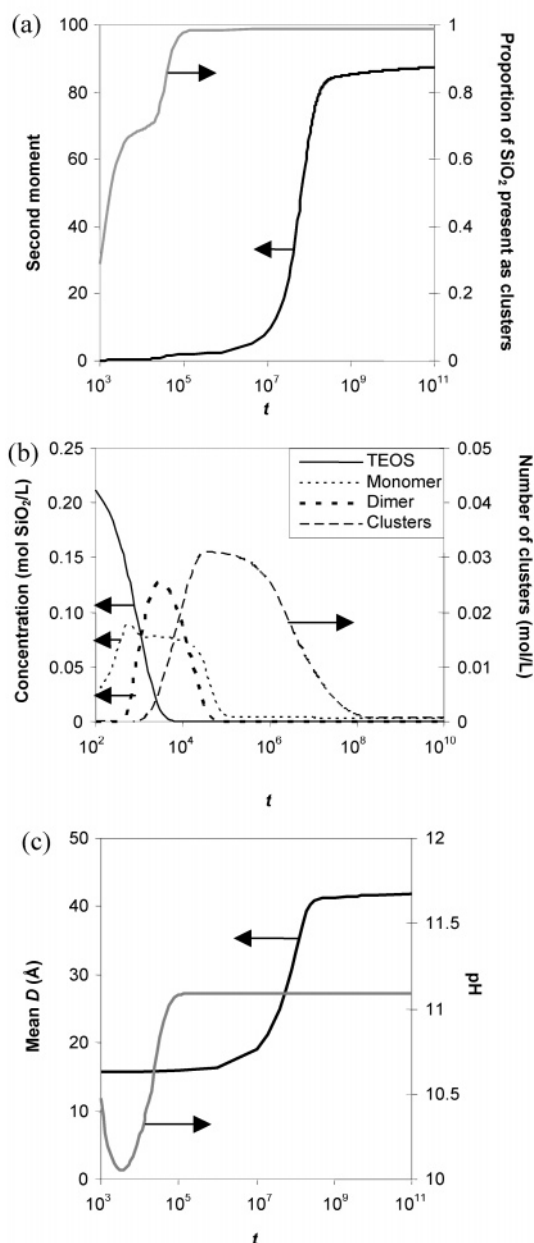 (a)
100
80
60
40
20
0
Second moment
1
0.8
0.6
0.4
0.2
0
Proportion of SiO₂
present as clusters
10³ 10⁵ 10⁷ 10⁹ 10¹¹
t
(b)
0.25
0.20
0.15
0.10
0.05
0
Concentration (mol SiO₂/L)
TEOS
Monomer
Dimer
Clusters
0.05
0.04
0.03
0.02
0.01
0
Number of clusters (mol/L)
10² 10⁴ 10⁶ 10⁸ 10¹⁰
t
(c)
50
40
30
20
10
0
Mean D (Å)
12
11.5
11
10.5
10
pH
10³ 10⁵ 10⁷ 10⁹ 10¹¹
t